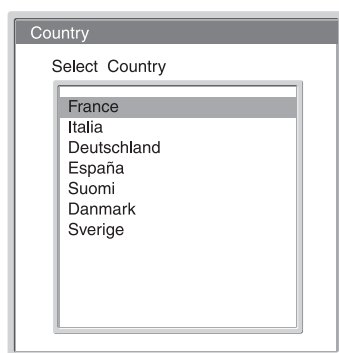 Country
Select Country
France
Italia
Deutschland
España
Suomi
Danmark
Sverige